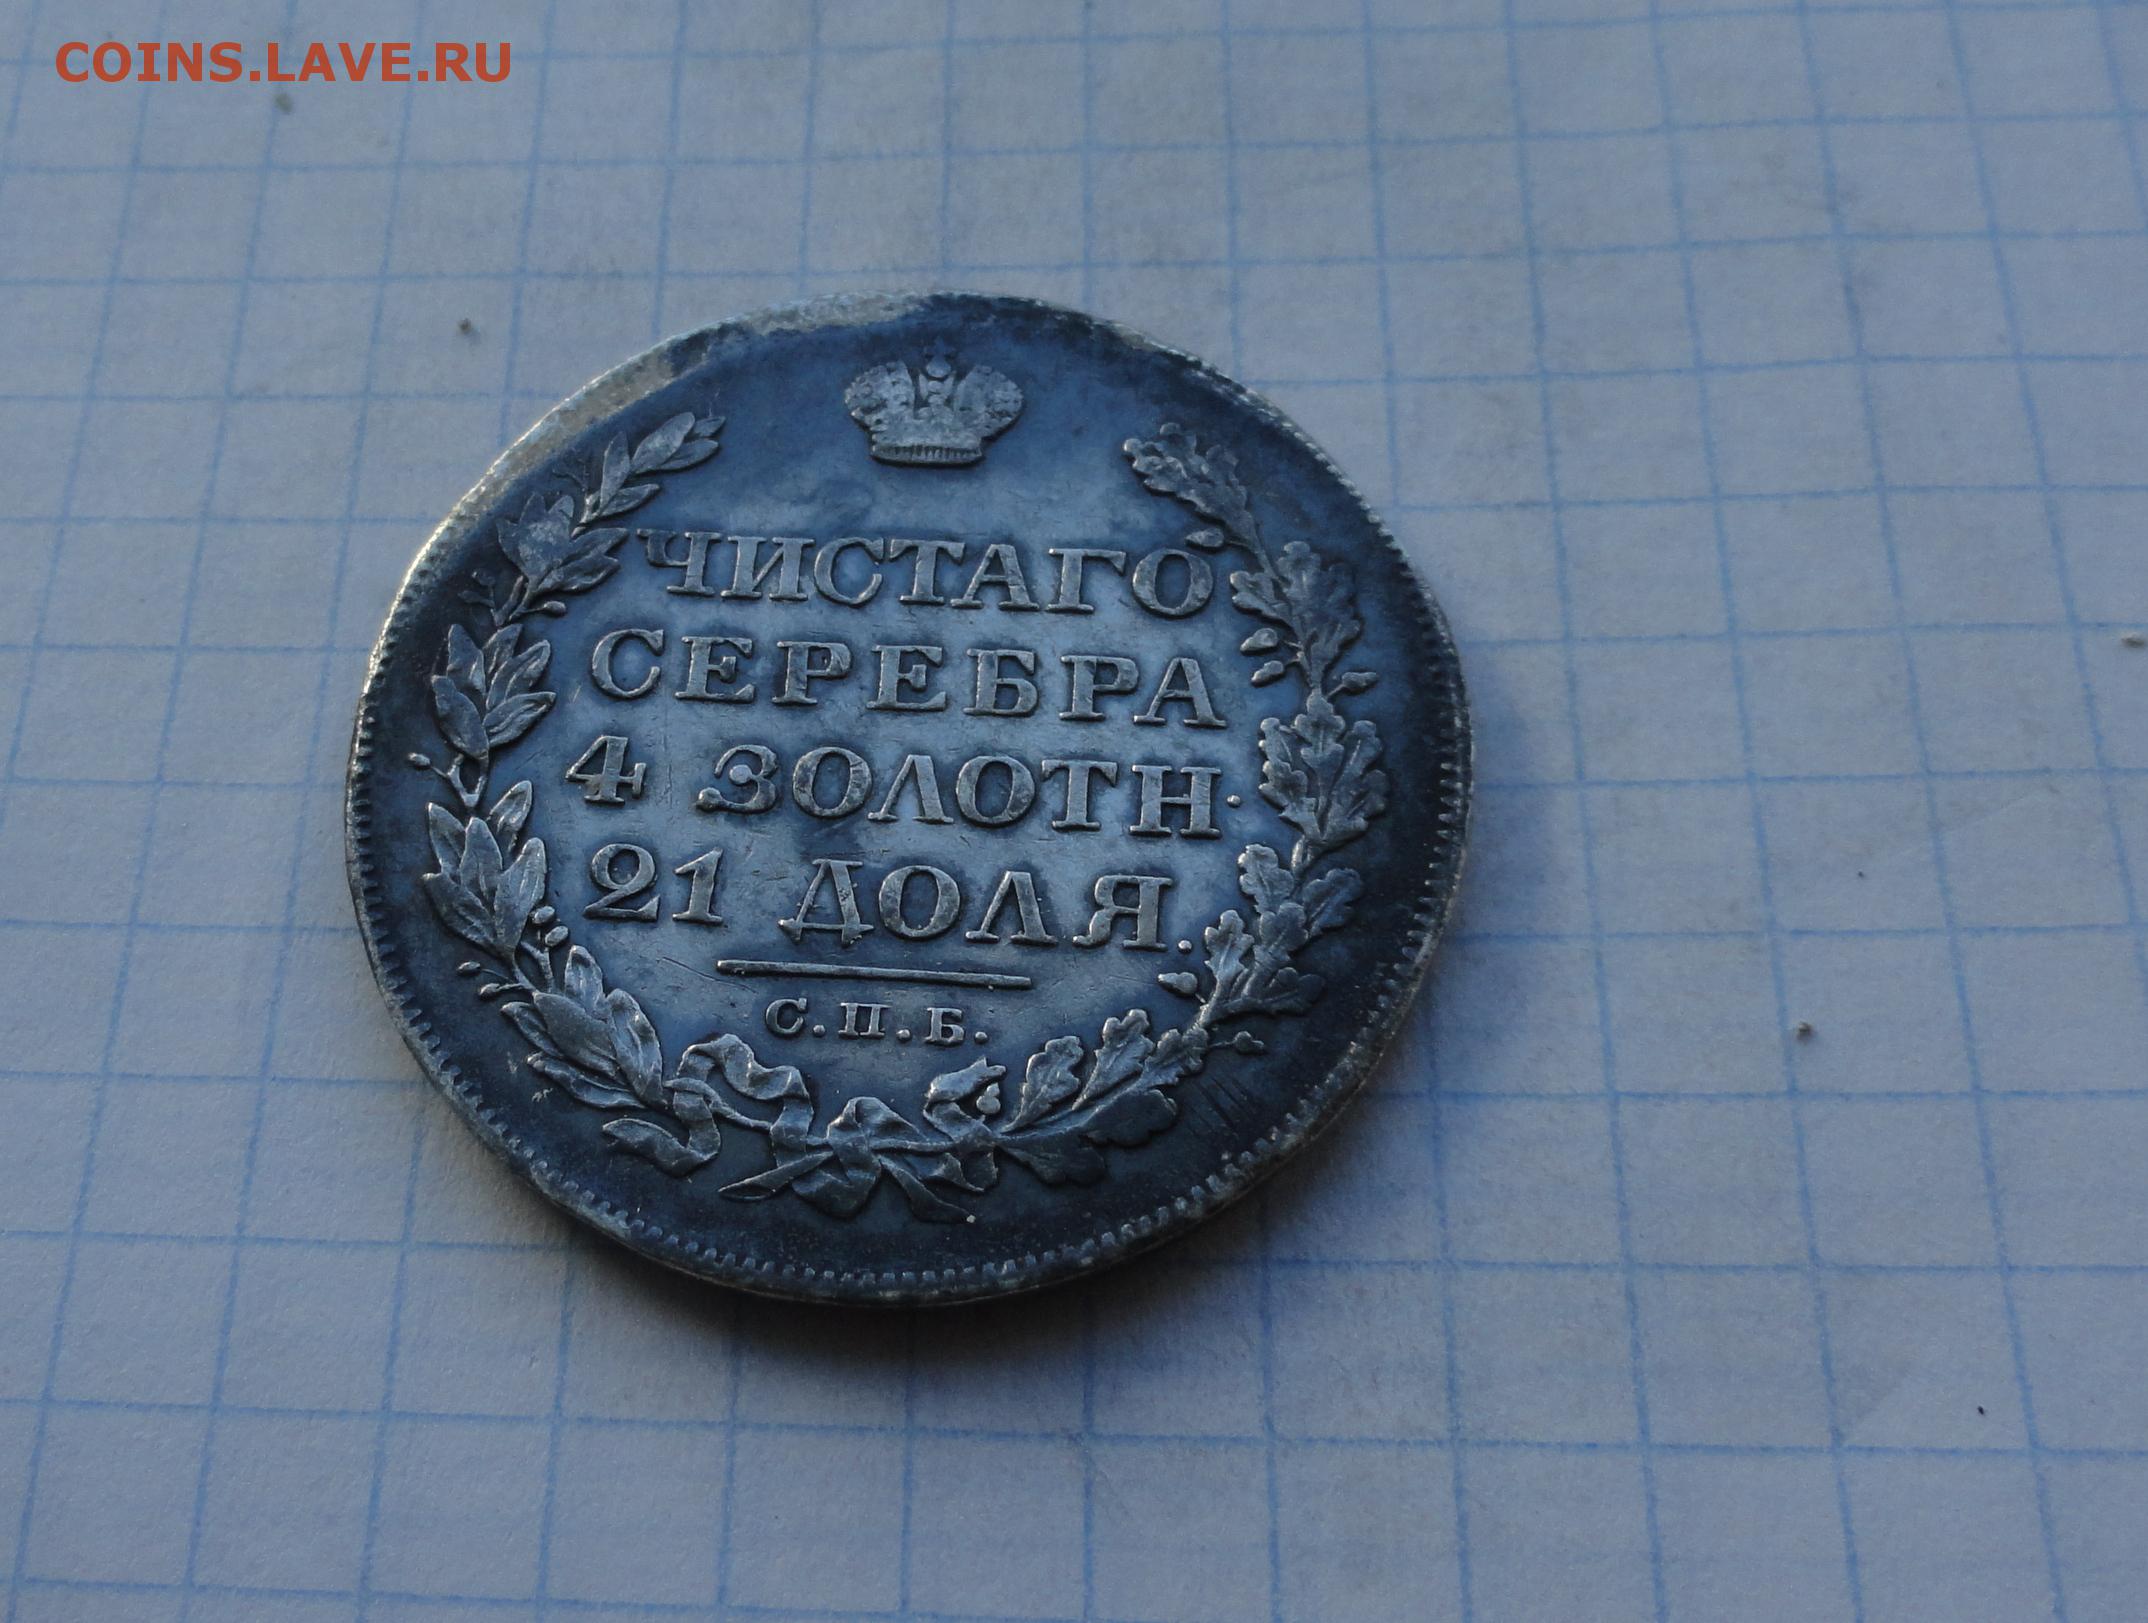 COINS.LAVE.RU
ЧИСТАГО
СЕРЕБРА
4 ЗОЛОТН.
21 ДОЛЯ.
С.П.Б.